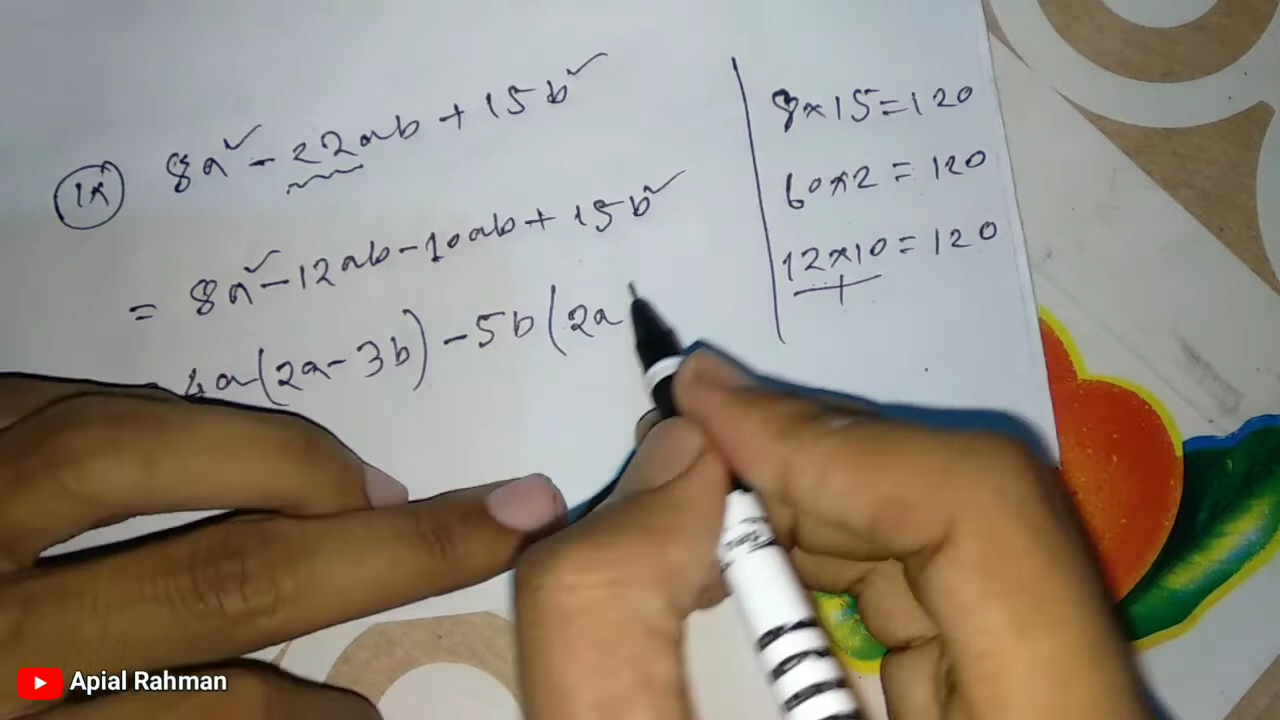 (ix) 8a² - 22ab + 15b²
= 8a² - 12ab - 10ab + 15b²
= 4a(2a - 3b) - 5b(2a
8×15=120
60×2=120
12×10=120
Apial Rahman